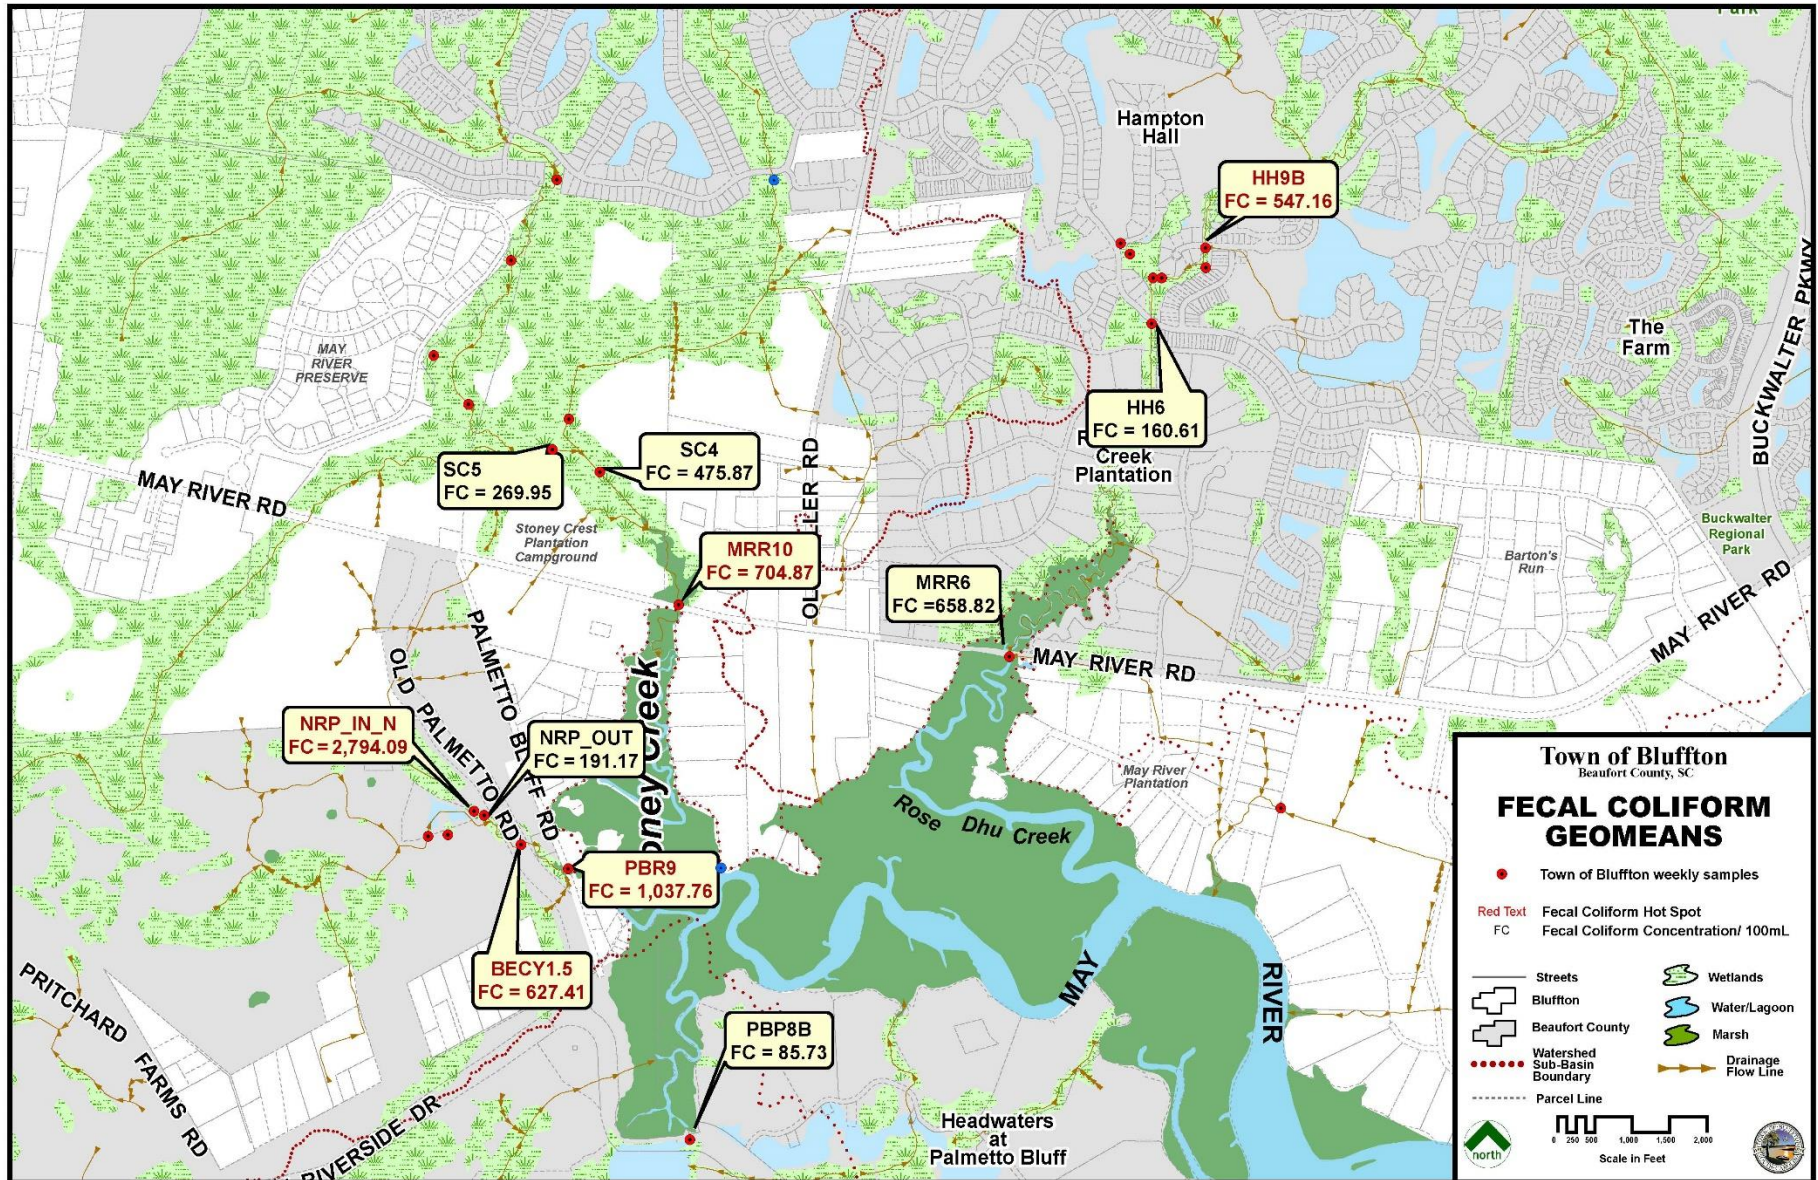 Park
Hampton
Hall
HH9B
FC = 547.16
BUCKWALTER PKWY
The
Farm
MAY
RIVER
PRESERVE
HH6
FC = 160.61
Creek
Plantation
SC4
FC = 475.87
SC5
FC = 269.95
MAY RIVER RD
Stoney Crest
Plantation
Campground
MRR10
FC = 704.87
MRR6
FC =658.82
Buckwalter
Regional
Park
Barton's
Run
MAY RIVER RD
MAY RIVER RD
OLD PALMETTO RD
NRP_IN_N
FC = 2,794.09
NRP_OUT
FC = 191.17
May River
Plantation
Rose Dhu Creek
PBR9
FC = 1,037.76
BECY1.5
FC = 627.41
MAY RIVER
PRITCHARD FARMS RD
PBP8B
FC = 85.73
RIVERSIDE DR
Headwaters
at
Palmetto Bluff
Town of Bluffton
Beaufort County, SC
FECAL COLIFORM
GEOMEANS
Town of Bluffton weekly samples
Red Text Fecal Coliform Hot Spot
FC Fecal Coliform Concentration/ 100mL
Streets
Bluffton
Beaufort County
Watershed
Sub-Basin
Boundary
Parcel Line
Wetlands
Water/Lagoon
Marsh
Drainage
Flow Line
north
0 250 500 1,000 1,500 2,000
Scale in Feet